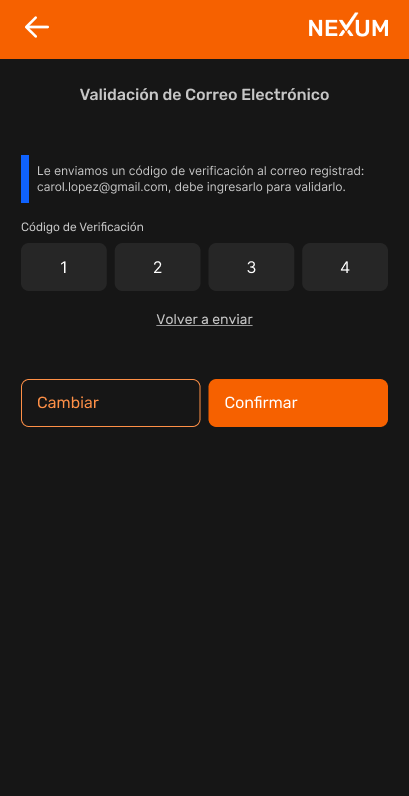 NEXUM
Validación de Correo Electrónico
Le enviamos un código de verificación al correo registrad:
carol.lopez@gmail.com, debe ingresarlo para validarlo.
Código de Verificación
1 2 3 4
Volver a enviar
Cambiar Confirmar